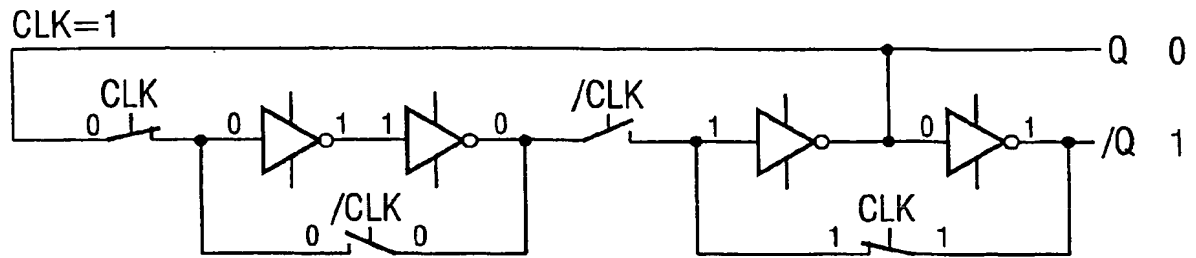 CLK=1
Q 0
CLK
/CLK
0 0 1 1 0 1 0 1 /Q 1
/CLK
CLK
0 0 1 1